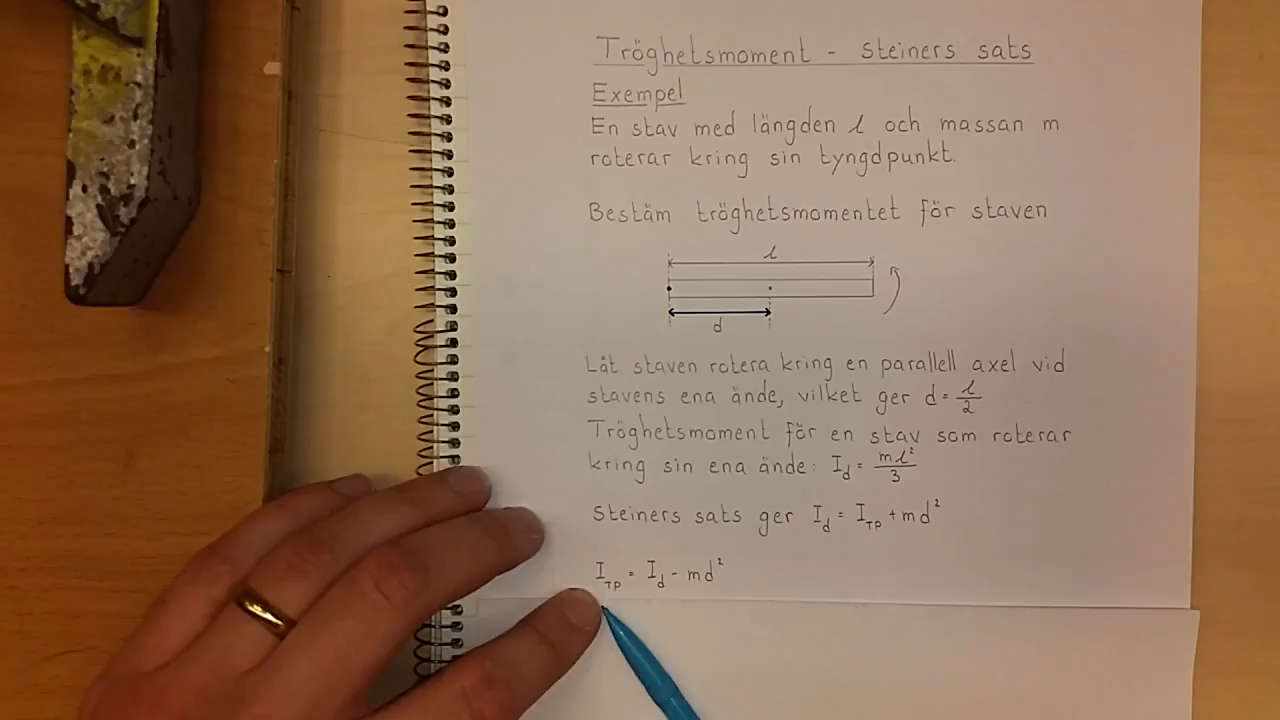 Tröghetsmoment - Steiners sats
Exempel
En stav med längden l och massan m
roterar kring sin tyngdpunkt.
Bestäm tröghetsmomentet för staven
l
d
Låt staven rotera kring en parallell axel vid
stavens ena ände, vilket ger d = l/2
Tröghetsmoment för en stav som roterar
kring sin ena ände: I_d = ml²/3
Steiners sats ger I_d = I_TP + md²
I_TP = I_d - md²